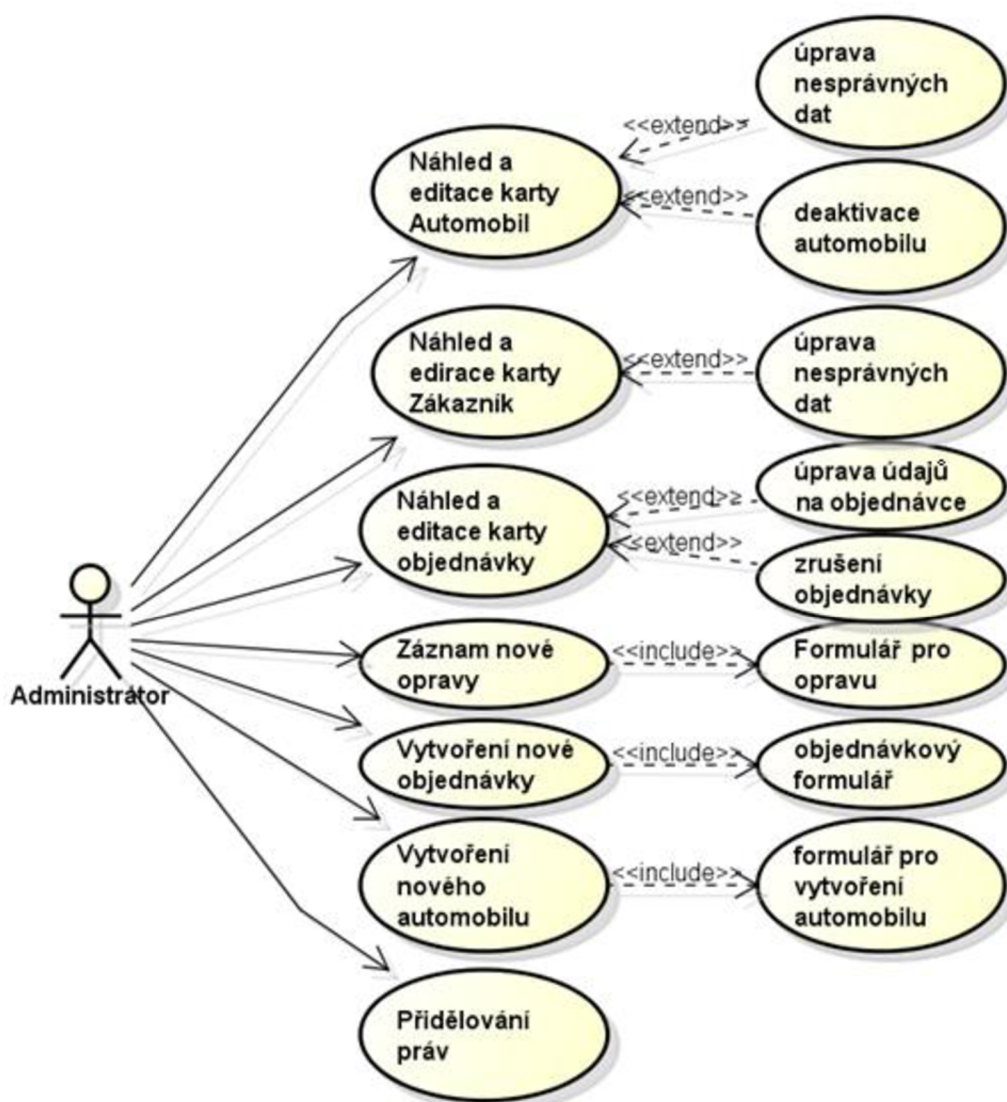 úprava
nesprávných
dat
<<extend>>
Náhled a
editace karty
Automobil
<<extend>>
deaktivace
automobilu
Náhled a
edirace karty
Zákazník
<<extend>>
úprava
nesprávných
dat
Náhled a
editace karty
objednávky
<<extend>>
úprava údajů
na objednávce
<<extend>>
zrušení
objednávky
Administrátor
Záznam nové
opravy
<<include>>
Formulář pro
opravu
Vytvoření nové
objednávky
<<include>>
objednávkový
formulář
Vytvoření
nového
automobilu
<<include>>
formulář pro
vytvoření
automobilu
Přidělování
práv